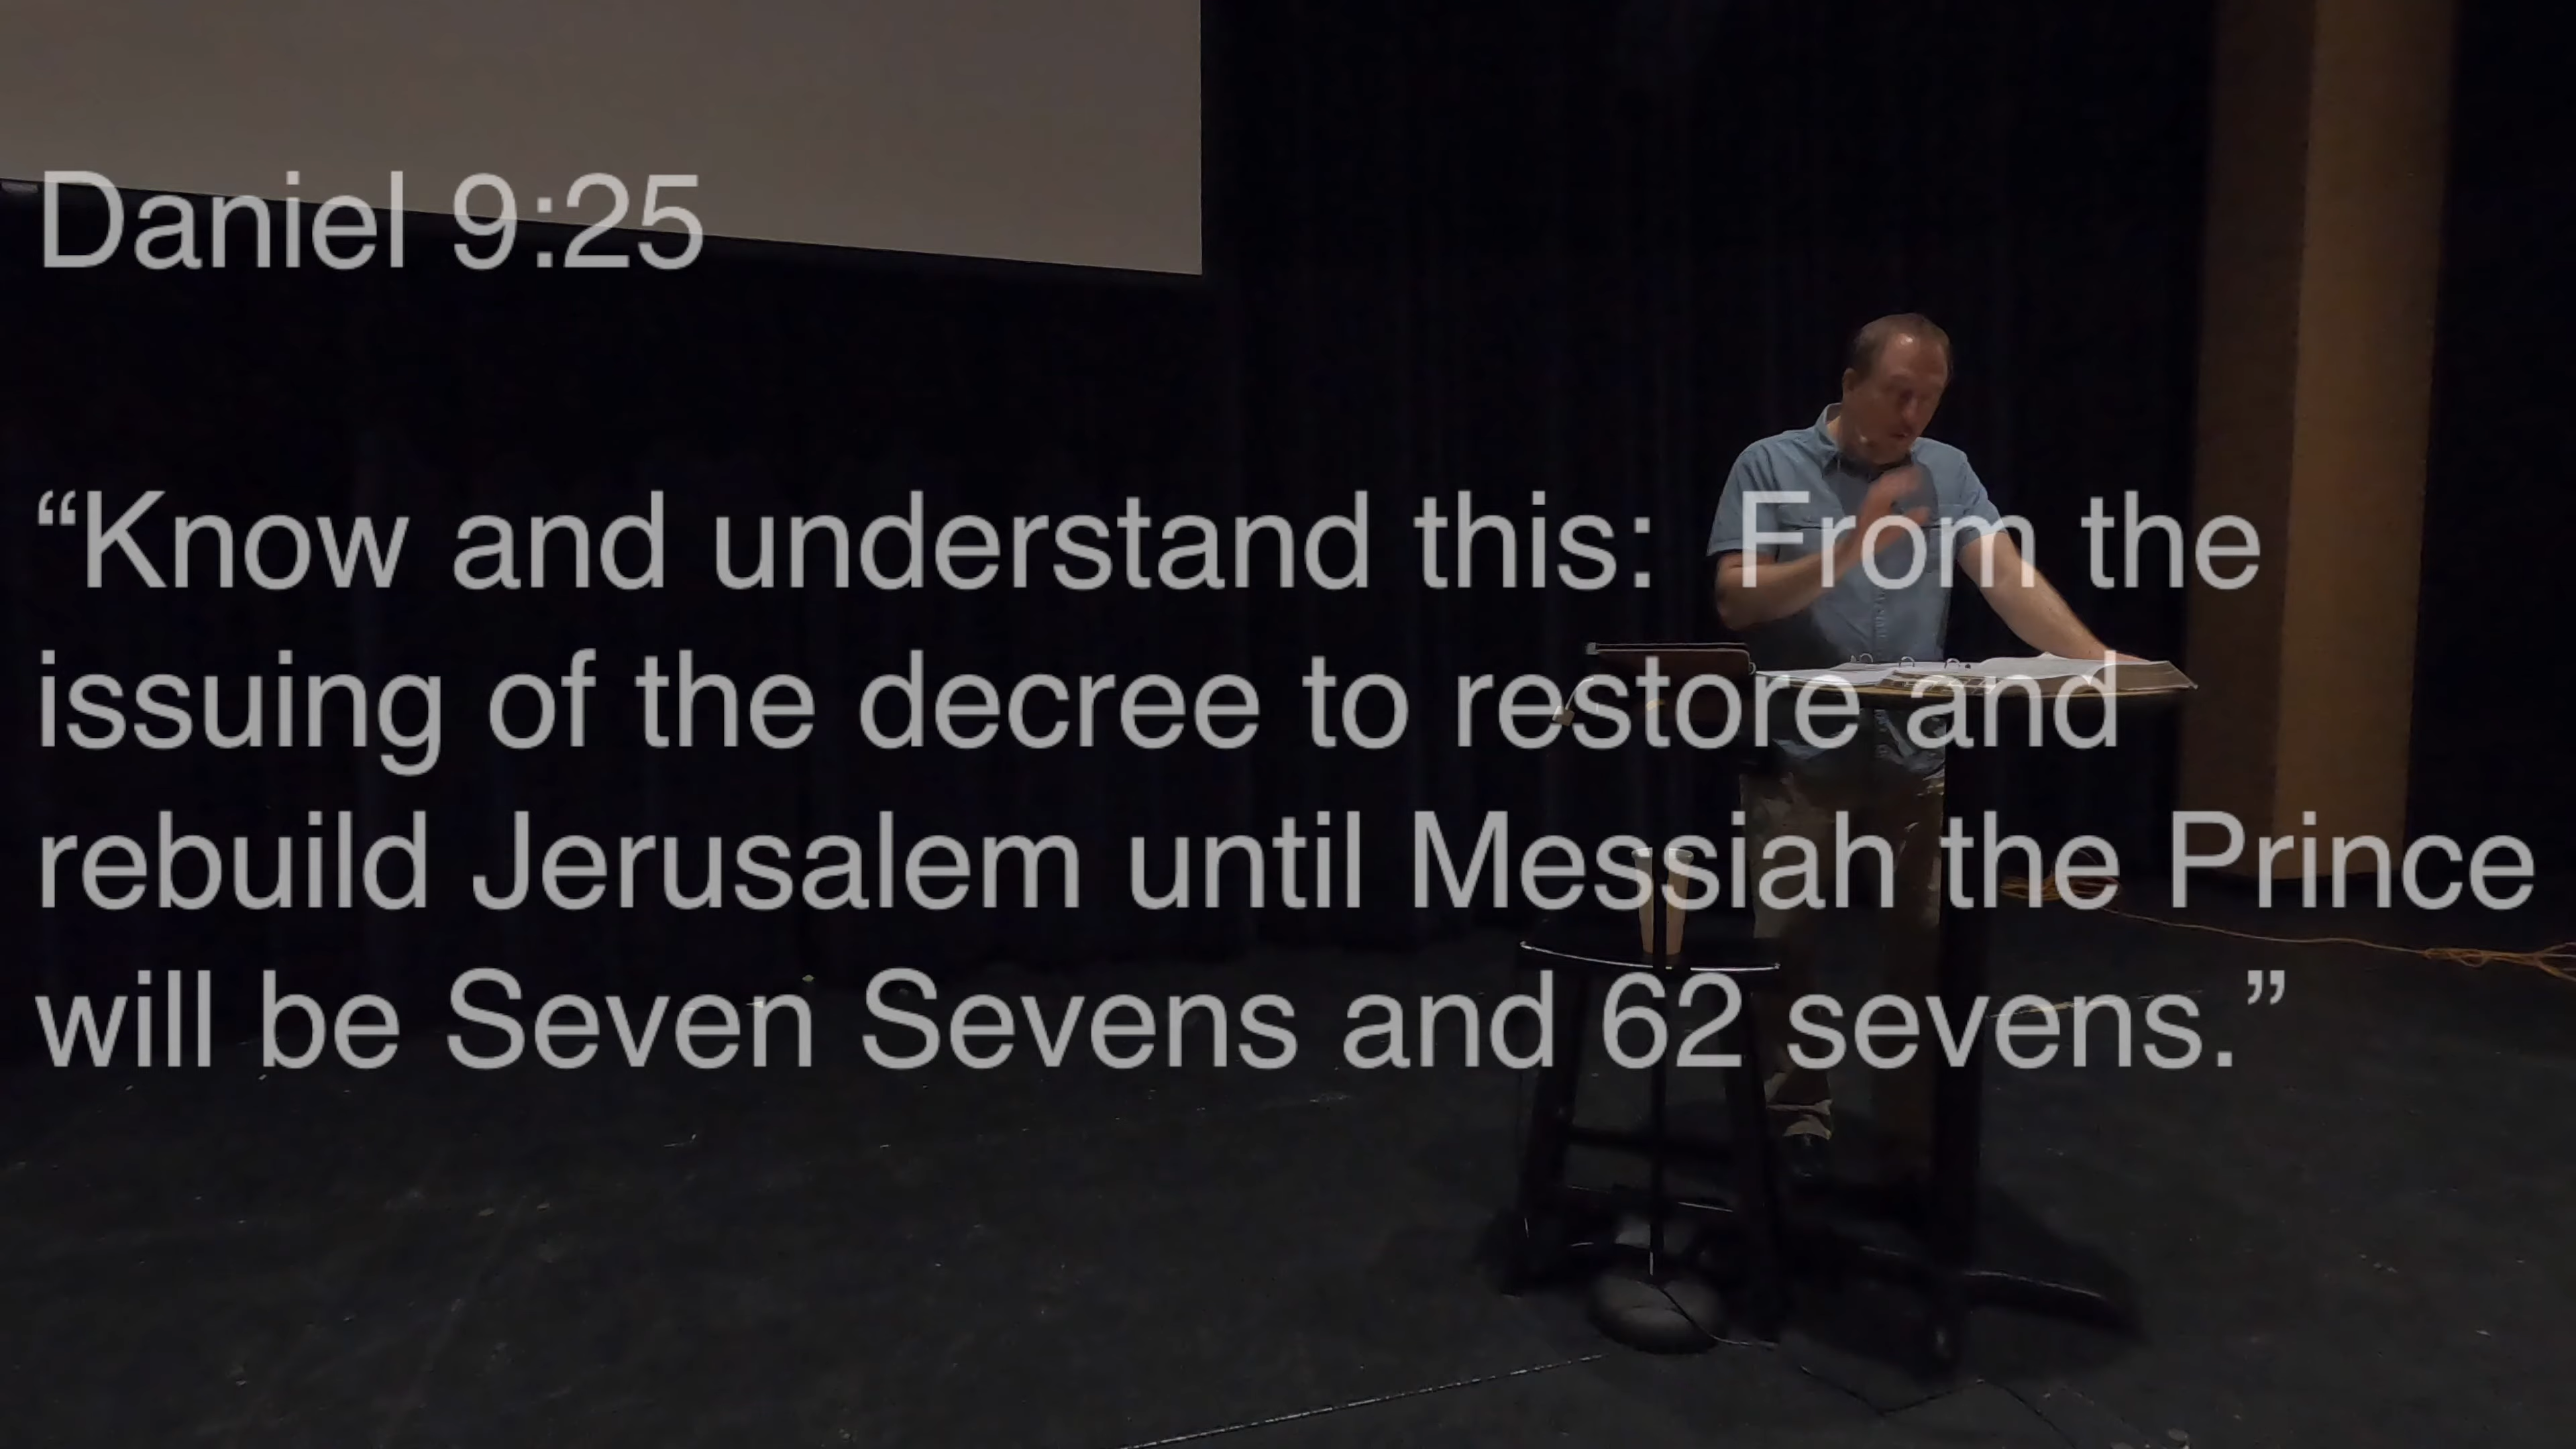 Daniel 9:25
“Know and understand this:  From the
issuing of the decree to restore and
rebuild Jerusalem until Messiah the Prince
will be Seven Sevens and 62 sevens.”